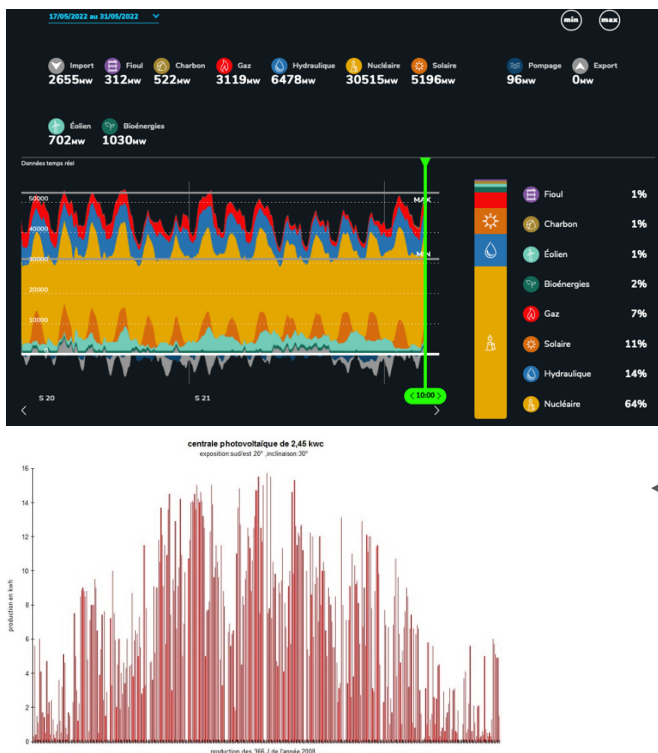 17/05/2022 au 31/05/2022
min max
Import Fioul Charbon Gaz Hydraulique Nucléaire Solaire Pompage Export
2655MW 312MW 522MW 3119MW 6478MW 30515MW 5196MW 96MW 0MW
Éolien Bioénergies
702MW 1030MW
Données temps réel
50000
MAX
40000
30000
MIN
20000
10000
S 20 S 21
< 10:00 >
Fioul 1%
Charbon 1%
Éolien 1%
Bioénergies 2%
Gaz 7%
Solaire 11%
Hydraulique 14%
Nucléaire 64%
centrale photovoltaïque de 2,45 kwc
exposition:sud/est 20° ,inclinaison:30°
production en kwh
16
14
12
10
8
6
4
2
0
production des 366 J de l'année 2008